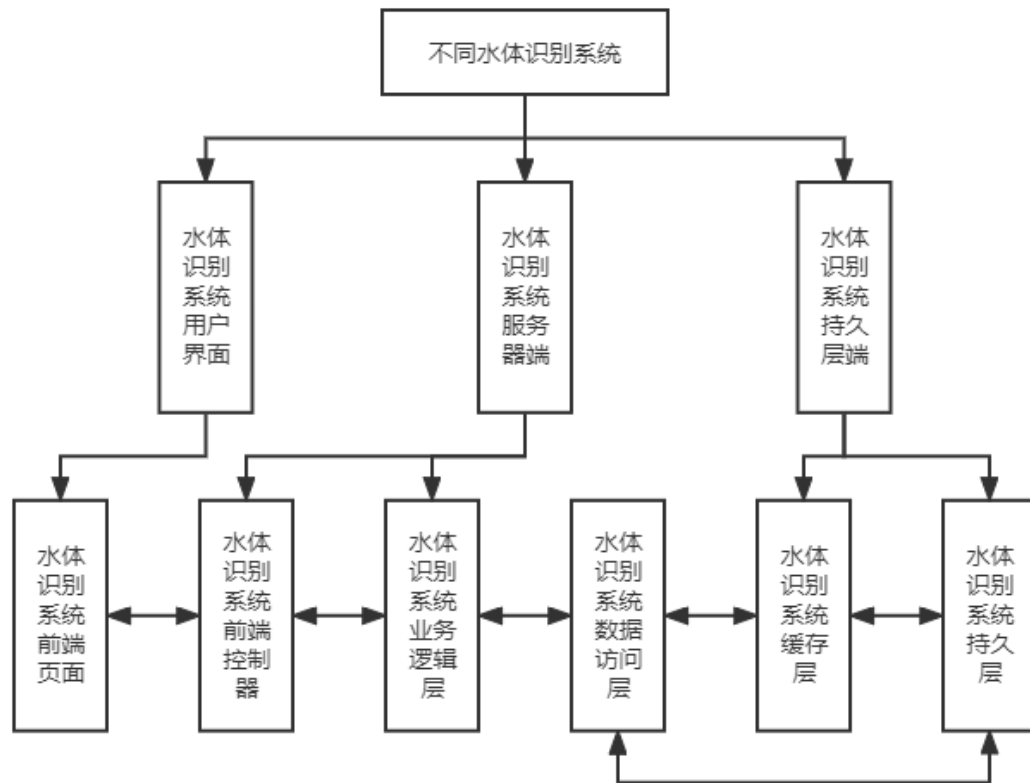 不同水体识别系统
水体
识别
系统
用户
界面
水体
识别
系统
服务
器端
水体
识别
系统
持久
层端
水体
识别
系统
前端
页面
水体
识别
系统
前端
控制
器
水体
识别
系统
业务
逻辑
层
水体
识别
系统
数据
访问
层
水体
识别
系统
缓存
层
水体
识别
系统
持久
层